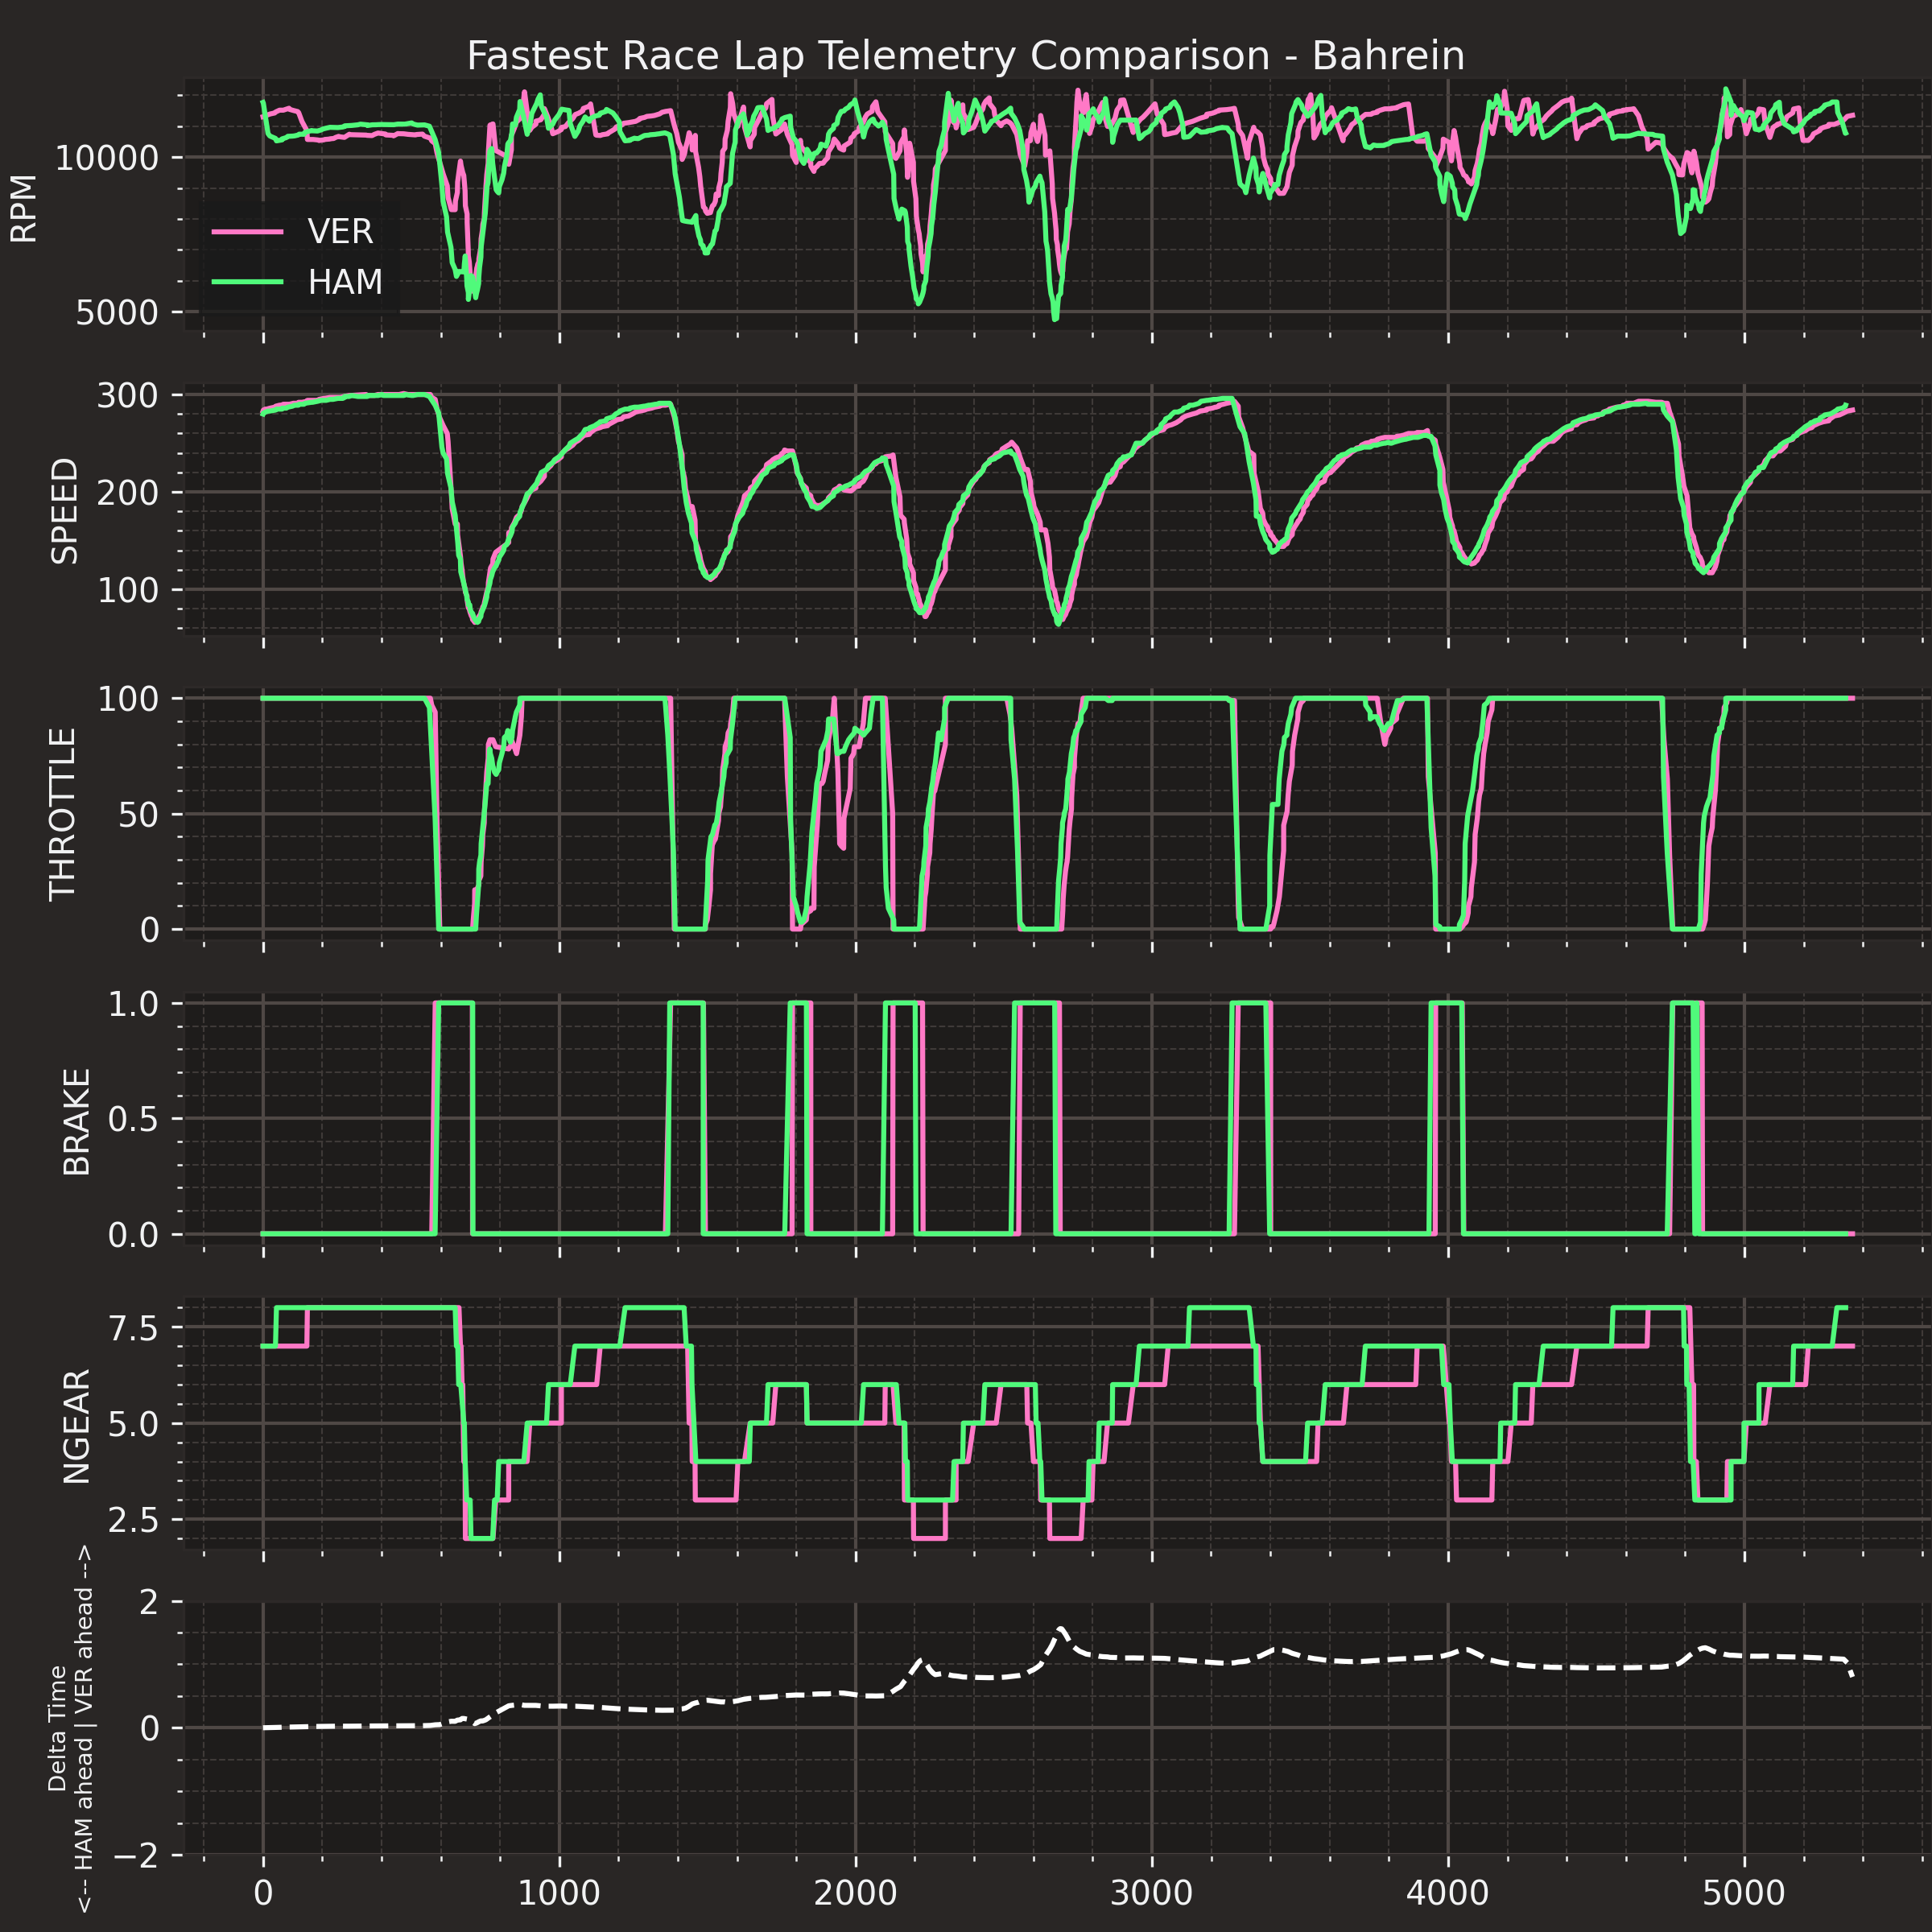 Fastest Race Lap Telemetry Comparison - Bahrein
RPM
10000
5000
VER
HAM
SPEED
300
200
100
THROTTLE
100
50
0
BRAKE
1.0
0.5
0.0
NGEAR
7.5
5.0
2.5
Delta Time
<-- HAM ahead | VER ahead -->
2
0
−2
0
1000
2000
3000
4000
5000